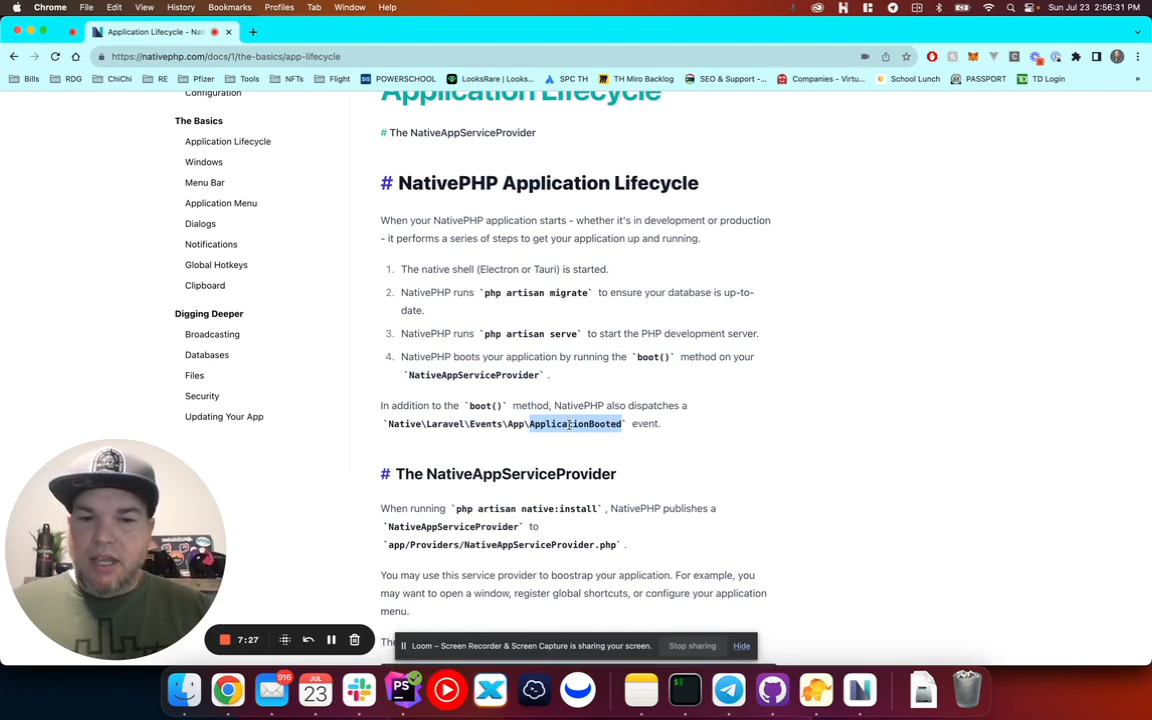 Chrome File Edit View History Bookmarks Profiles Tab Window Help Sun Jul 23 2:56:31 PM
Application Lifecycle - Nati
https://nativephp.com/docs/1/the-basics/app-lifecycle
Bills RDG ChiChi RE Pfizer Tools NFTs Flight POWERSCHOOL LooksRare | Looks... SPC TH TH Miro Backlog SEO & Support -... Companies - Virtu... School Lunch PASSPORT TD Login »
Configuration
The Basics
Application Lifecycle
Windows
Menu Bar
Application Menu
Dialogs
Notifications
Global Hotkeys
Clipboard
Digging Deeper
Broadcasting
Databases
Files
Security
Updating Your App
Application Lifecycle
# The NativeAppServiceProvider
# NativePHP Application Lifecycle
When your NativePHP application starts - whether it's in development or production
- it performs a series of steps to get your application up and running.
1. The native shell (Electron or Tauri) is started.
2. NativePHP runs `php artisan migrate` to ensure your database is up-to-
date.
3. NativePHP runs `php artisan serve` to start the PHP development server.
4. NativePHP boots your application by running the `boot()` method on your
`NativeAppServiceProvider` .
In addition to the `boot()` method, NativePHP also dispatches a
`Native\Laravel\Events\App\ApplicationBooted` event.
# The NativeAppServiceProvider
When running `php artisan native:install` , NativePHP publishes a
`NativeAppServiceProvider` to
`app/Providers/NativeAppServiceProvider.php` .
You may use this service provider to boostrap your application. For example, you
may want to open a window, register global shortcuts, or configure your application
menu.
7:27
Loom – Screen Recorder & Screen Capture is sharing your screen. Stop sharing Hide
916
JUL
23
PS